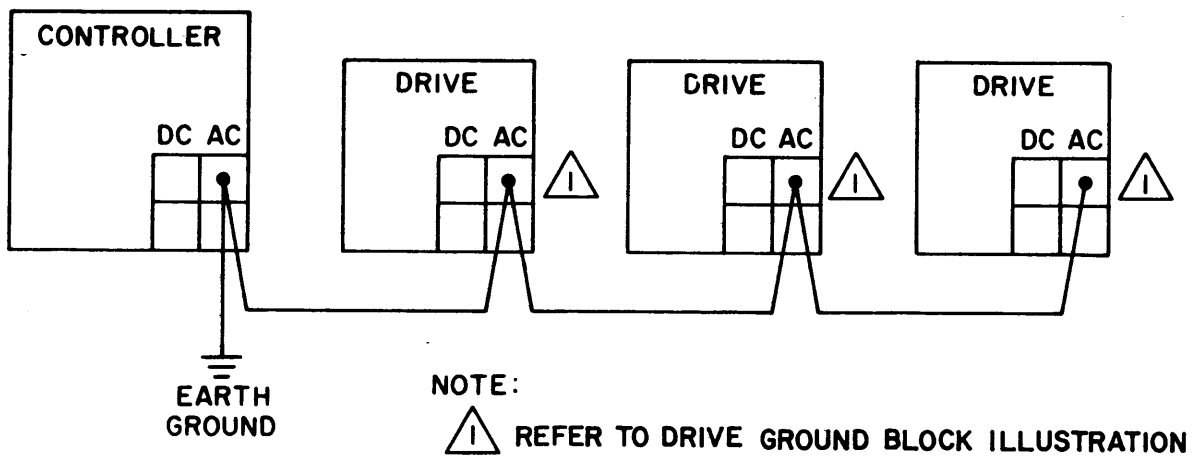 CONTROLLER
DC AC
DRIVE
DC AC
1
DRIVE
DC AC
1
DRIVE
DC AC
1
EARTH
GROUND
NOTE:
1 REFER TO DRIVE GROUND BLOCK ILLUSTRATION